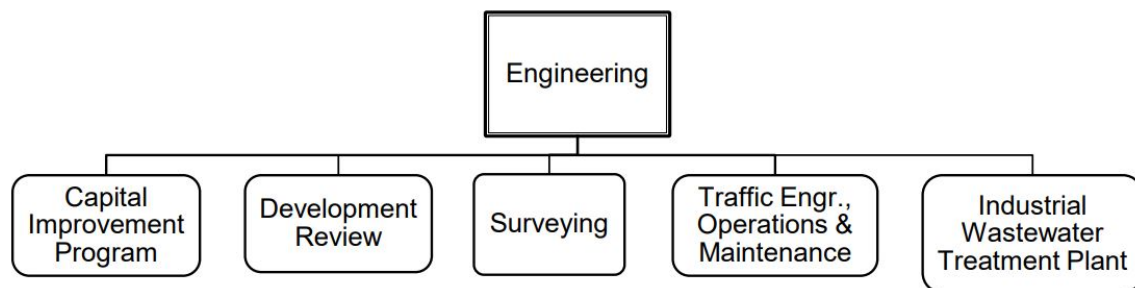 Engineering
Capital
Improvement
Program
Development
Review
Surveying
Traffic Engr.,
Operations &
Maintenance
Industrial
Wastewater
Treatment Plant